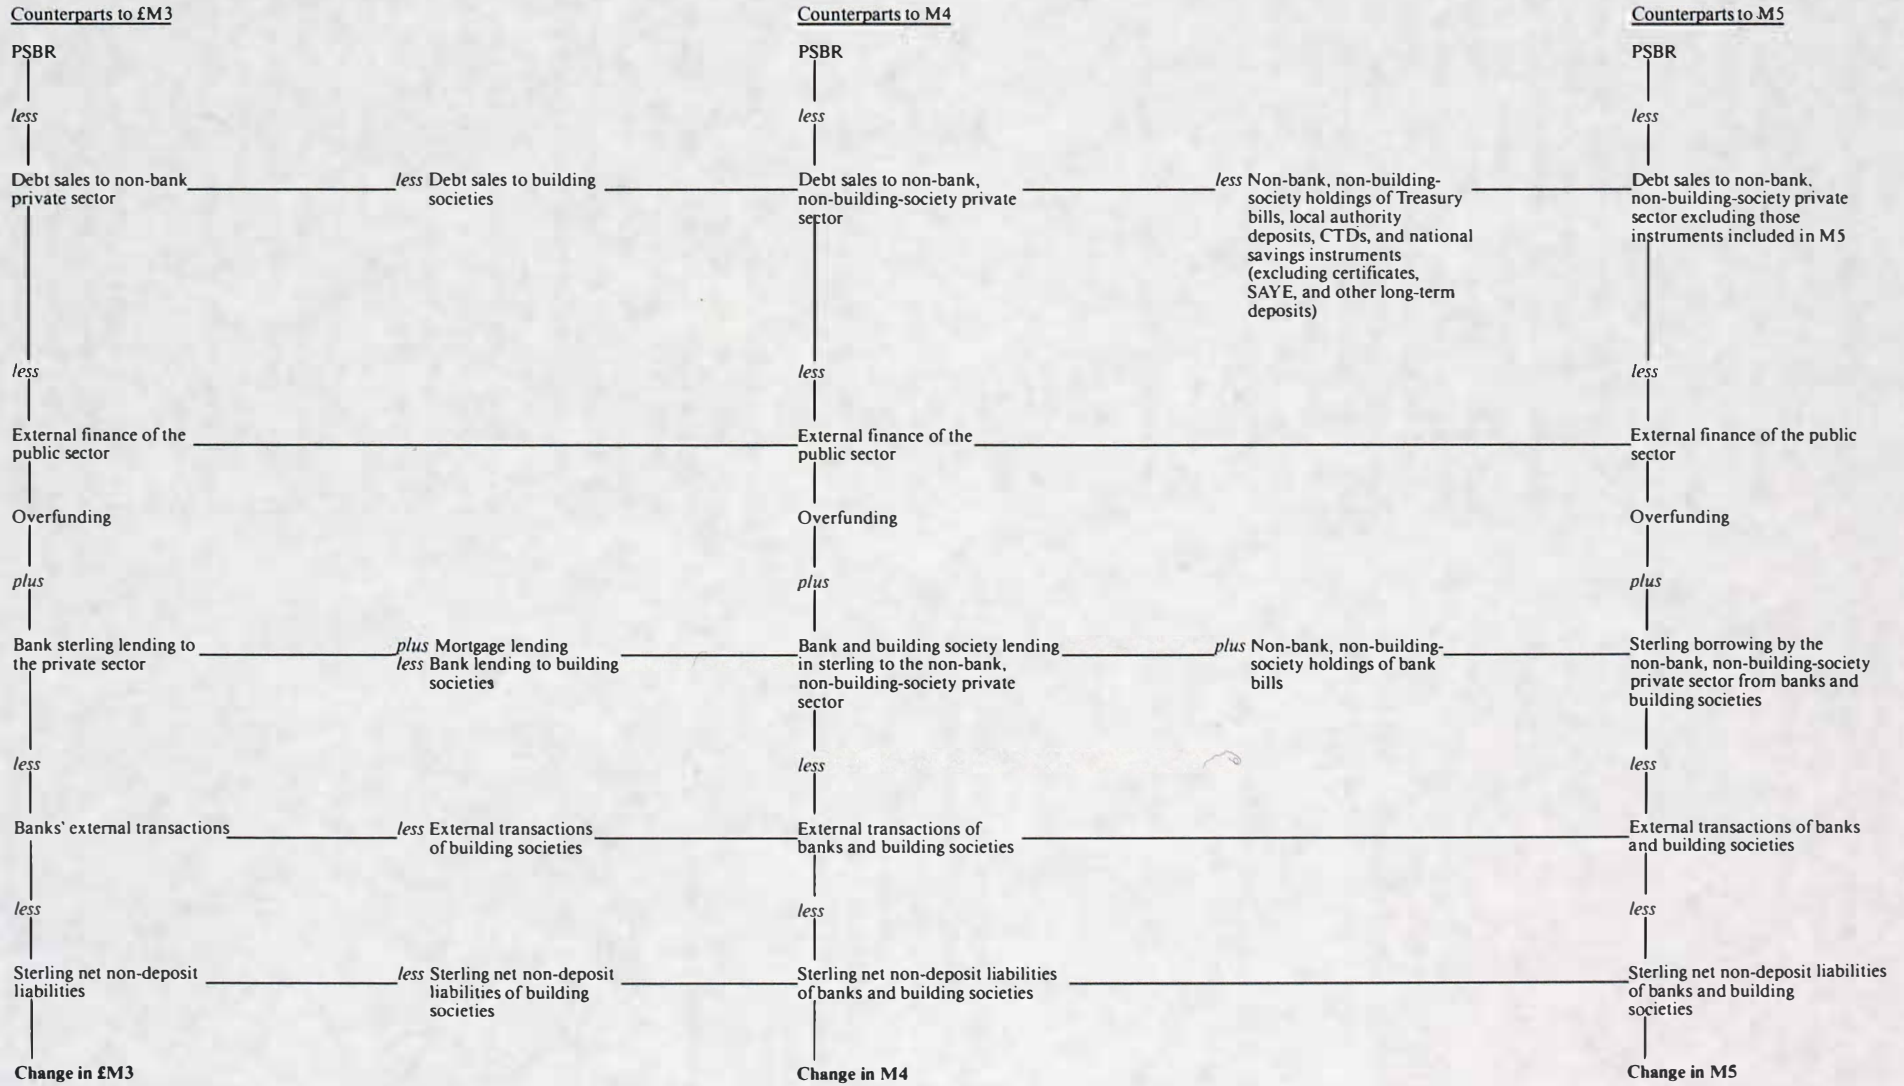 Counterparts to £M3
Counterparts to M4
Counterparts to M5
PSBR
PSBR
PSBR
less
less
less
Debt sales to non-bank
private sector
less Debt sales to building
societies
Debt sales to non-bank,
non-building-society private
sector
less Non-bank, non-building-
society holdings of Treasury
bills, local authority
deposits, CTDs, and national
savings instruments
(excluding certificates,
SAYE, and other long-term
deposits)
Debt sales to non-bank,
non-building-society private
sector excluding those
instruments included in M5
less
less
less
External finance of the
public sector
External finance of the
public sector
External finance of the public
sector
Overfunding
Overfunding
Overfunding
plus
plus
plus
Bank sterling lending to
the private sector
plus Mortgage lending
less Bank lending to building
societies
Bank and building society lending
in sterling to the non-bank,
non-building-society private
sector
plus Non-bank, non-building-
society holdings of bank
bills
Sterling borrowing by the
non-bank, non-building-society
private sector from banks and
building societies
less
less
less
Banks' external transactions
less External transactions
of building societies
External transactions of
banks and building societies
External transactions of banks
and building societies
less
less
less
Sterling net non-deposit
liabilities
less Sterling net non-deposit
liabilities of building
societies
Sterling net non-deposit liabilities
of banks and building societies
Sterling net non-deposit liabilities
of banks and building
societies
Change in £M3
Change in M4
Change in M5